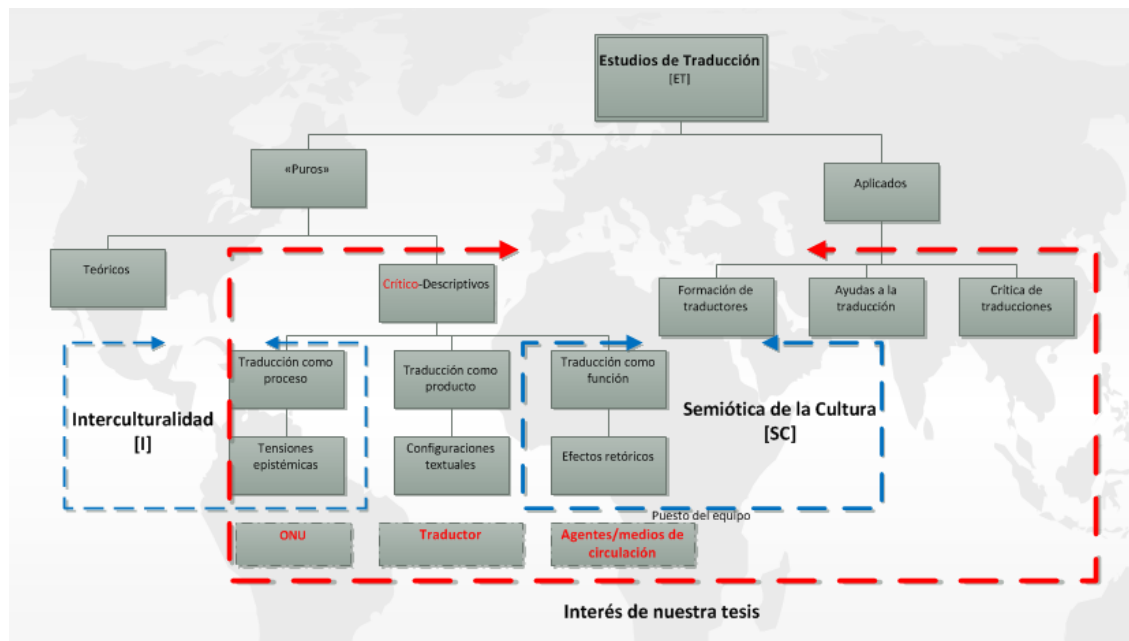 Estudios de Traducción
[ET]
«Puros»
Aplicados
Teóricos
Crítico-Descriptivos
Formación de
traductores
Ayudas a la
traducción
Crítica de
traducciones
Traducción como
proceso
Traducción como
producto
Traducción como
función
Interculturalidad
[I]
Semiótica de la Cultura
[SC]
Tensiones
epistémicas
Configuraciones
textuales
Efectos retóricos
Puesto del equipo
ONU
Traductor
Agentes/medios de
circulación
Interés de nuestra tesis